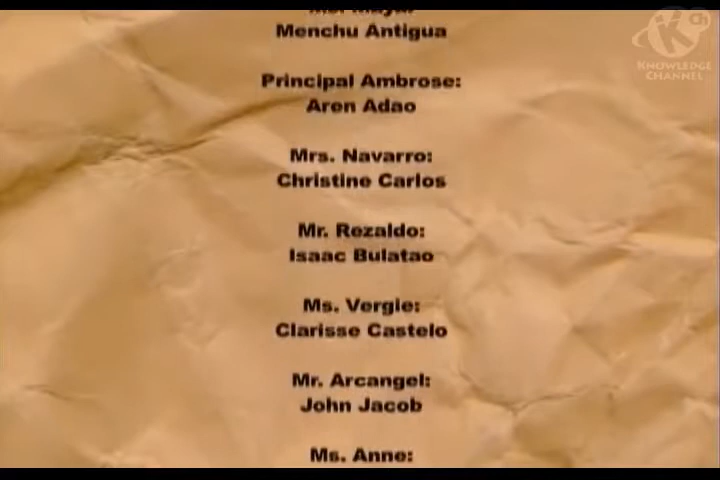 Menchu Antigua
Principal Ambrose:
Aren Adao
Mrs. Navarro:
Christine Carlos
Mr. Rezaldo:
Isaac Bulatao
Ms. Vergie:
Clarisse Castelo
Mr. Arcangel:
John Jacob
Ms. Anne:
K Ch
KNOWLEDGE
CHANNEL